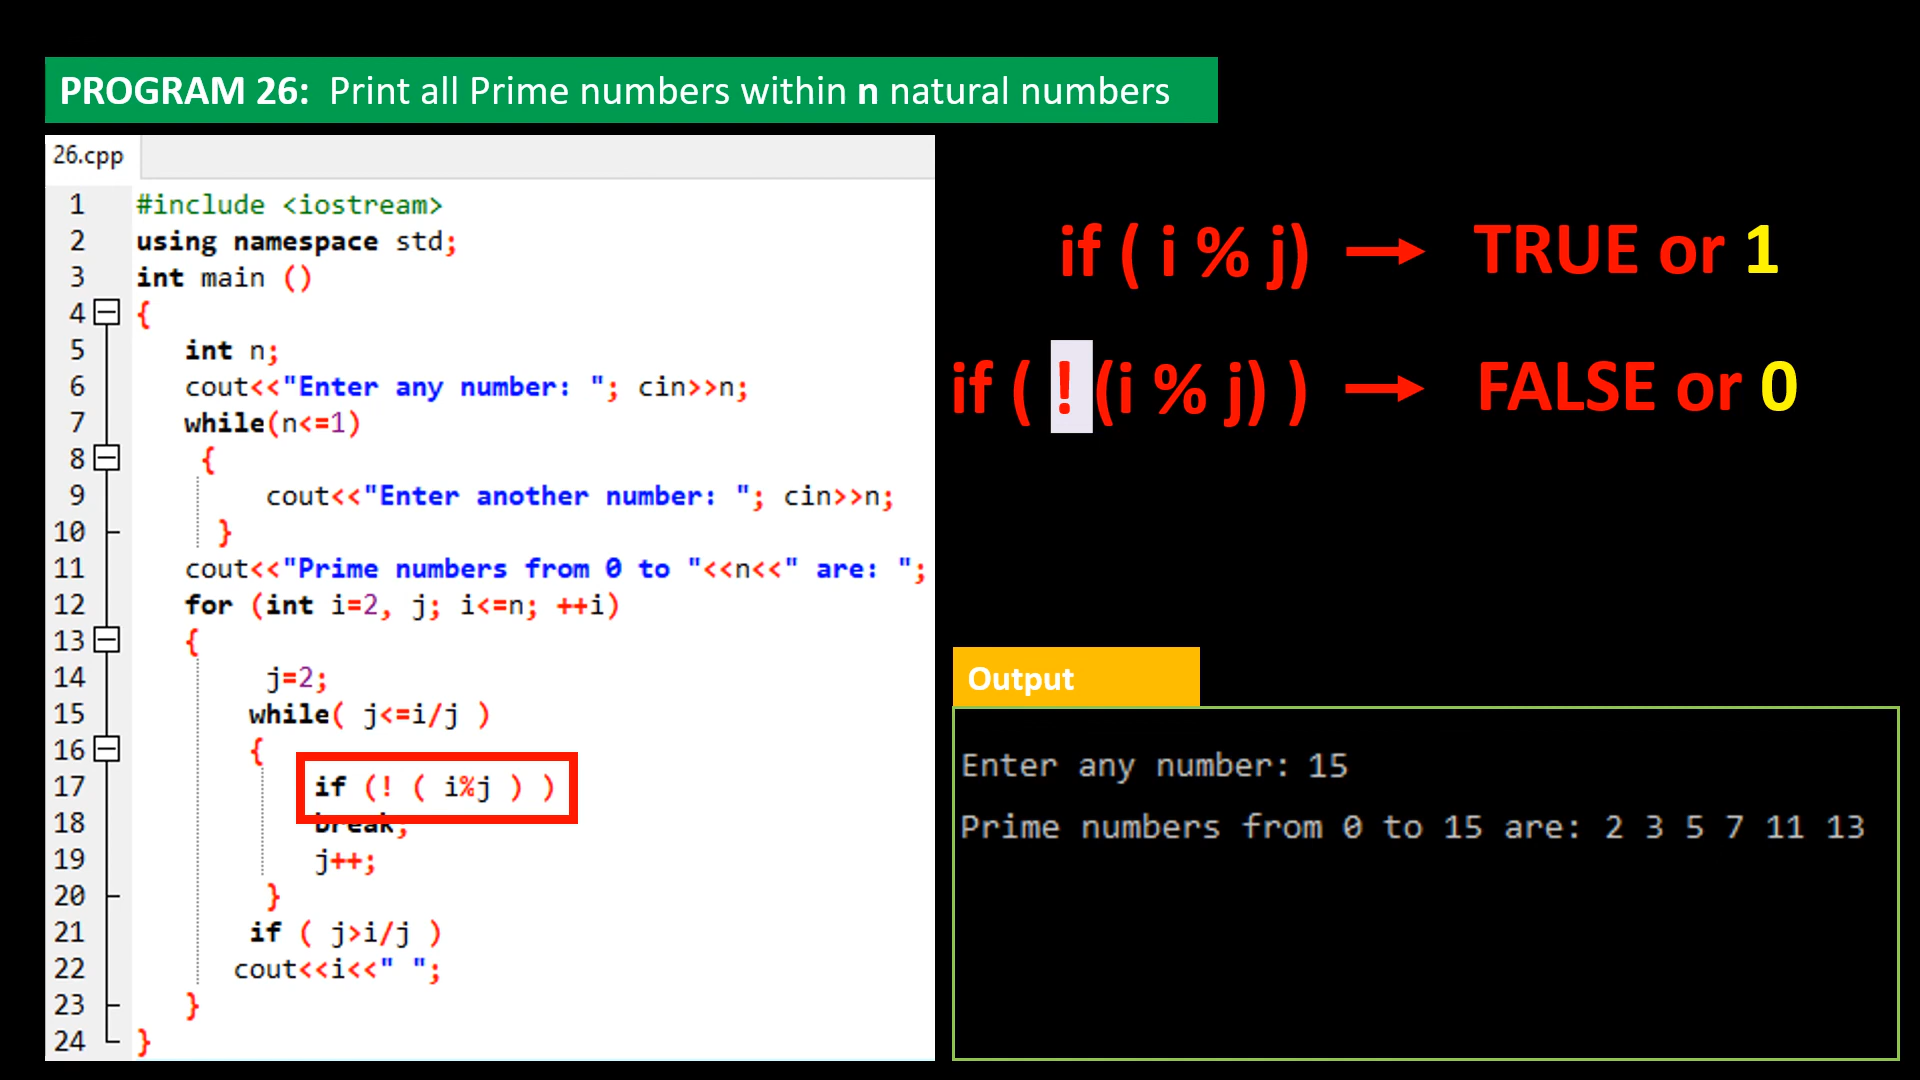 PROGRAM 26: Print all Prime numbers within n natural numbers
26.cpp
1 #include <iostream>
2 using namespace std;
3 int main ()
4 {
5 int n;
6 cout<<"Enter any number: "; cin>>n;
7 while(n<=1)
8 {
9 cout<<"Enter another number: "; cin>>n;
10 }
11 cout<<"Prime numbers from 0 to "<<n<<" are: ";
12 for (int i=2, j; i<=n; ++i)
13 {
14 j=2;
15 while( j<=i/j )
16 {
17 if (! ( i%j ) )
18 break;
19 j++;
20 }
21 if ( j>i/j )
22 cout<<i<<" ";
23 }
24 }
if ( i % j) → TRUE or 1
if ( ! (i % j) ) → FALSE or 0
Output
Enter any number: 15
Prime numbers from 0 to 15 are: 2 3 5 7 11 13